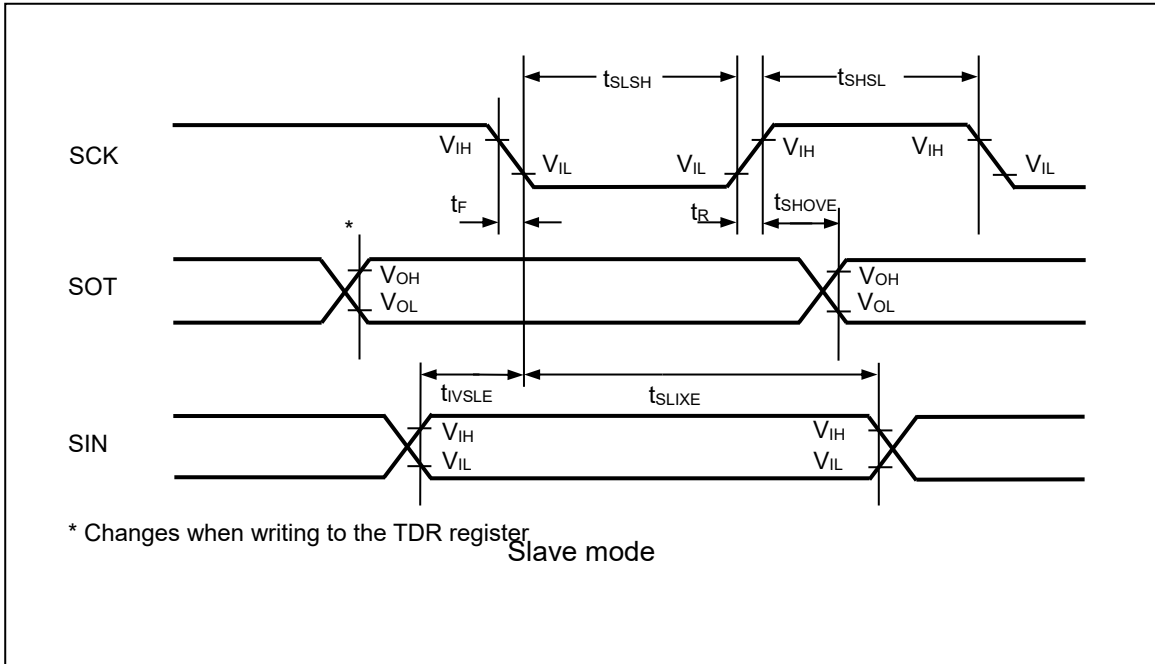 tSLSH tSHSL
SCK VIH VIL VIL VIH VIH VIL
tF tR tSHOVE
*
SOT VOH VOH
VOL VOL
tIVSLE tSLIXE
SIN VIH VIH
VIL VIL
* Changes when writing to the TDR register
Slave mode